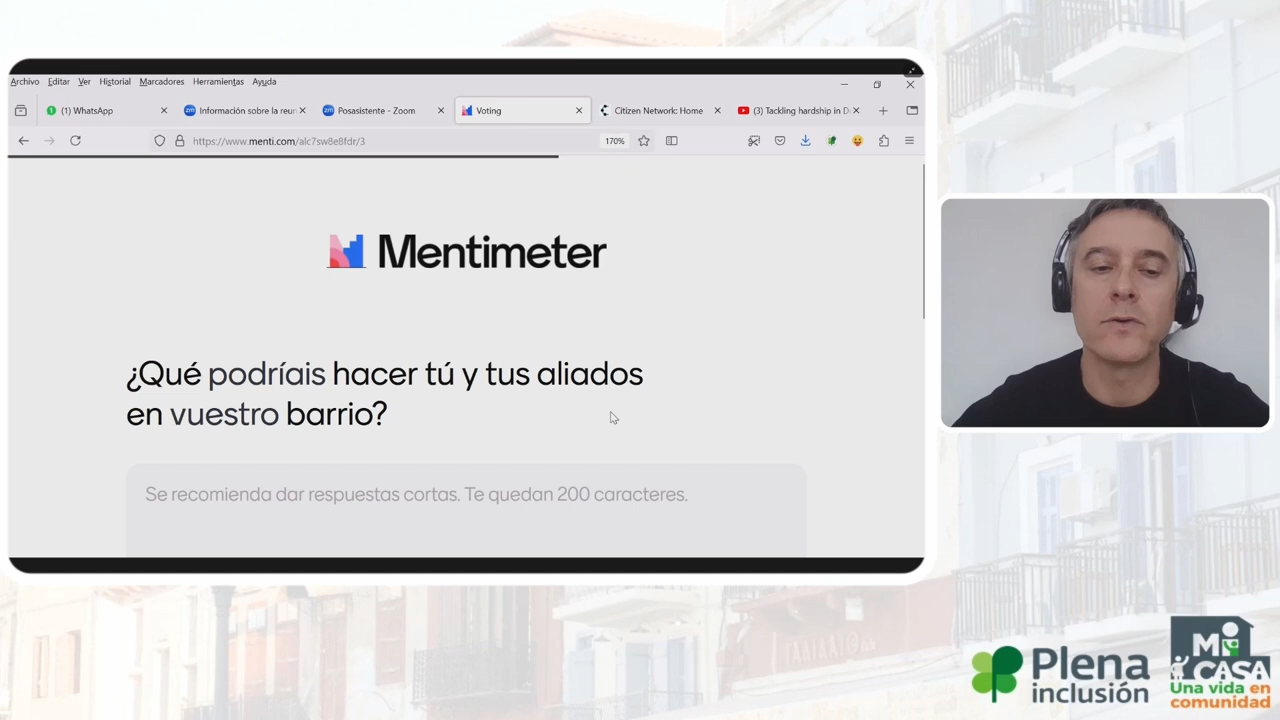 Archivo Editar Ver Historial Marcadores Herramientas Ayuda
(1) WhatsApp
Información sobre la reu
Posasistente - Zoom
Voting
Citizen Network: Home
(3) Tackling hardship in D
https://www.menti.com/alc7sw8e8fdr/3
170%
Mentimeter
¿Qué podríais hacer tú y tus aliados
en vuestro barrio?
Se recomienda dar respuestas cortas. Te quedan 200 caracteres.
Plena
inclusión
Mi
CASA
Una vida en
comunidad